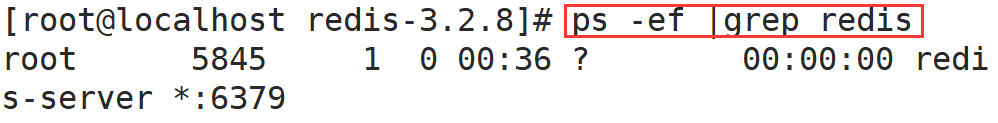 [root@localhost redis-3.2.8]# ps -ef |grep redis
root      5845     1  0 00:36 ?        00:00:00 redi
s-server *:6379